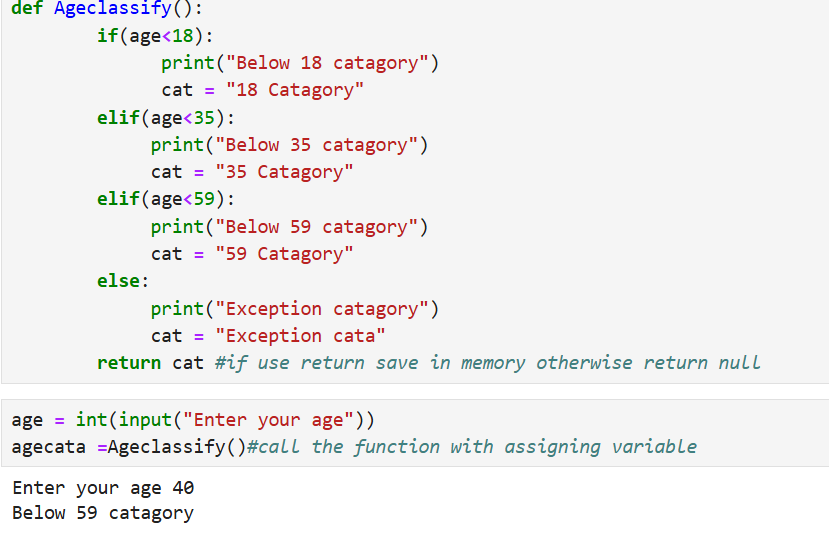 def Ageclassify():
if(age<18):
print("Below 18 catagory")
cat = "18 Catagory"
elif(age<35):
print("Below 35 catagory")
cat = "35 Catagory"
elif(age<59):
print("Below 59 catagory")
cat = "59 Catagory"
else:
print("Exception catagory")
cat = "Exception cata"
return cat #if use return save in memory otherwise return null
age = int(input("Enter your age"))
agecata =Ageclassify()#call the function with assigning variable
Enter your age 40
Below 59 catagory